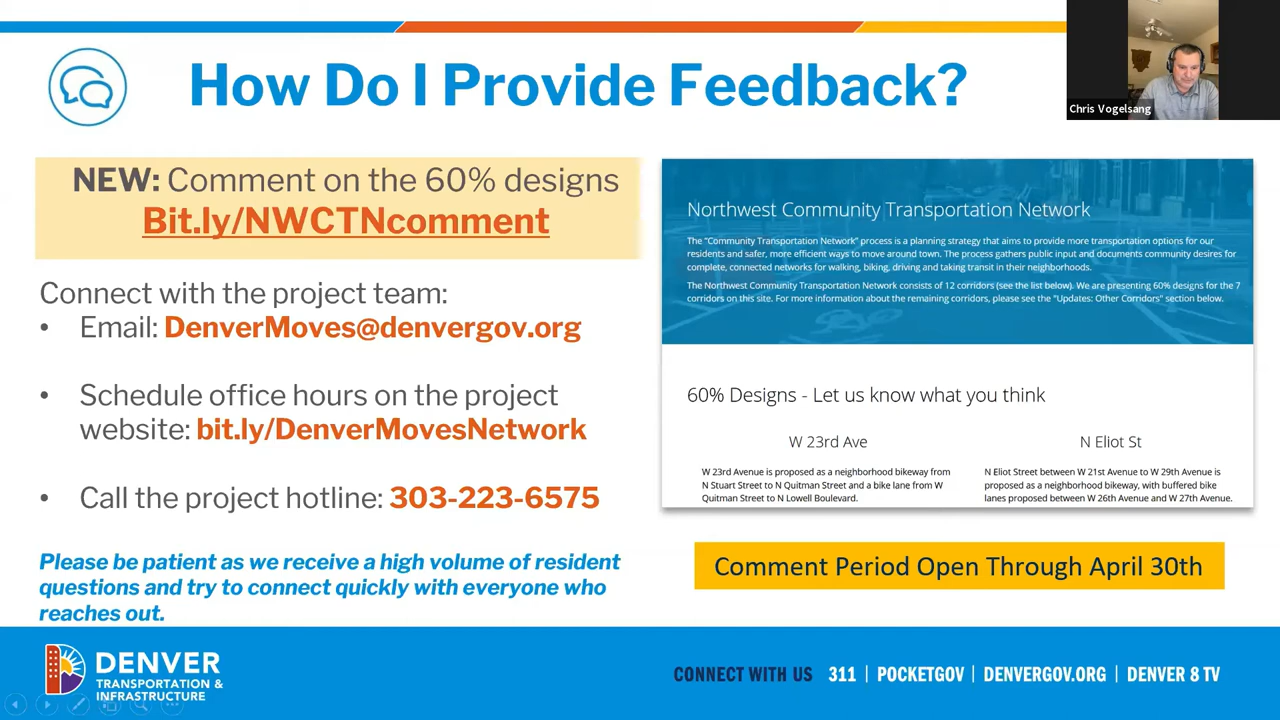 How Do I Provide Feedback?
Chris Vogelsang
NEW: Comment on the 60% designs
Bit.ly/NWCTNcomment
Connect with the project team:
• Email: DenverMoves@denvergov.org
• Schedule office hours on the project
website: bit.ly/DenverMovesNetwork
• Call the project hotline: 303-223-6575
Please be patient as we receive a high volume of resident
questions and try to connect quickly with everyone who
reaches out.
Northwest Community Transportation Network
The "Community Transportation Network" process is a planning strategy that aims to provide more transportation options for our
residents and safer, more efficient ways to move around town. The process gathers public input and documents community desires for
complete, connected networks for walking, biking, driving and taking transit in their neighborhoods.
The Northwest Community Transportation Network consists of 12 corridors (see the list below). We are presenting 60% designs for the 7
corridors on this site. For more information about the remaining corridors, please see the "Updates: Other Corridors" section below.
60% Designs - Let us know what you think
W 23rd Ave
W 23rd Avenue is proposed as a neighborhood bikeway from
N Stuart Street to N Quitman Street and a bike lane from W
Quitman Street to N Lowell Boulevard.
N Eliot St
N Eliot Street between W 21st Avenue to W 29th Avenue is
proposed as a neighborhood bikeway, with buffered bike
lanes proposed between W 26th Avenue and W 27th Avenue.
Comment Period Open Through April 30th
DENVER
TRANSPORTATION &
INFRASTRUCTURE
CONNECT WITH US 311 | POCKETGOV | DENVERGOV.ORG | DENVER 8 TV